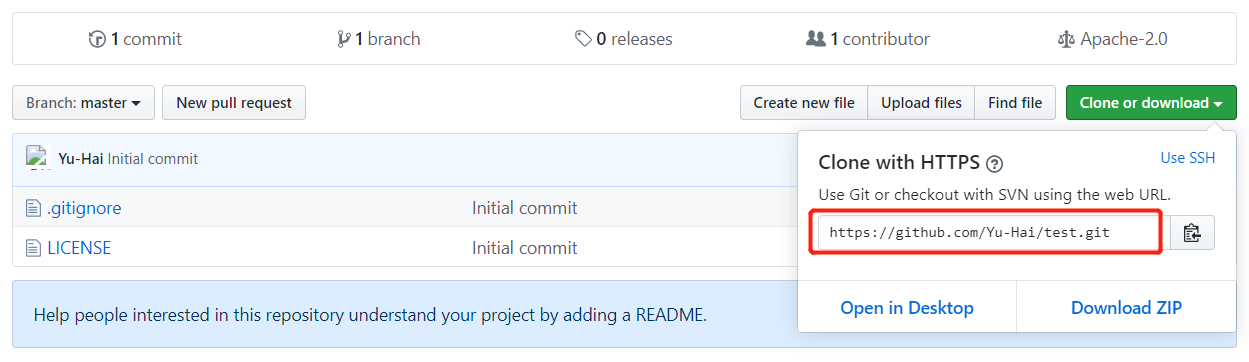 1 commit 1 branch 0 releases 1 contributor Apache-2.0
Branch: master New pull request Create new file Upload files Find file Clone or download
Yu-Hai Initial commit
Clone with HTTPS ? Use SSH
Use Git or checkout with SVN using the web URL.
.gitignore Initial commit
https://github.com/Yu-Hai/test.git
LICENSE Initial commit
Open in Desktop Download ZIP
Help people interested in this repository understand your project by adding a README.